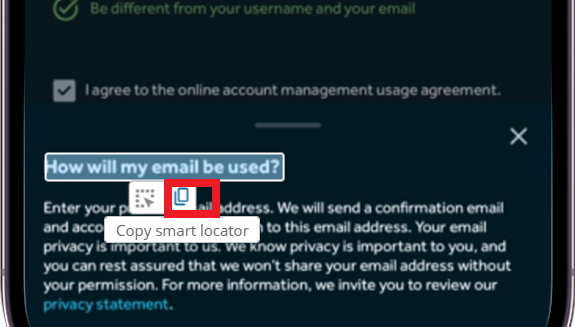 Be different from your username and your email
I agree to the online account management usage agreement.
How will my email be used?
Enter your ail address. We will send a confirmation email
and acco to this email address. Your email
Copy smart locator
privacy is important to us. We know privacy is important to you, and
you can rest assured that we won't share your email address without
your permission. For more information, we invite you to review our
privacy statement.